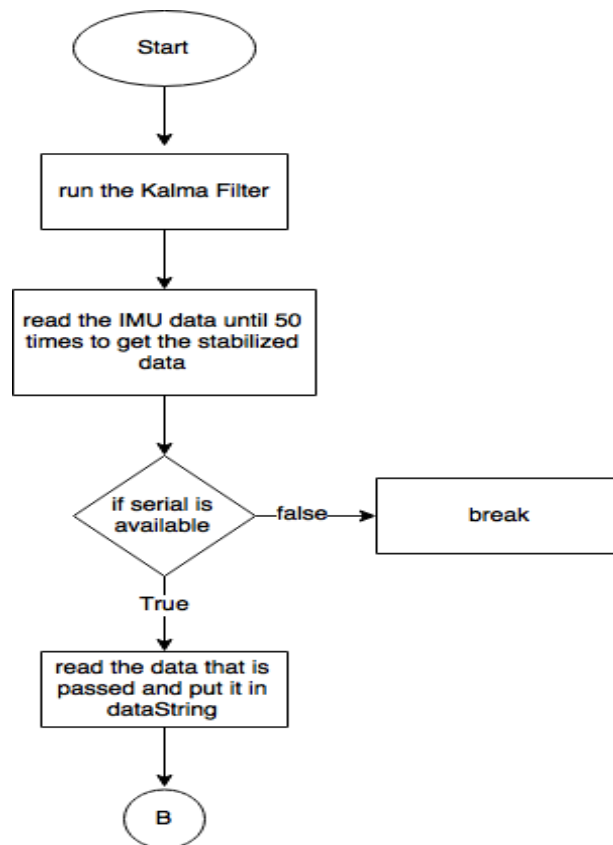 Start
run the Kalma Filter
read the IMU data until 50
times to get the stabilized
data
if serial is
available
false
break
True
read the data that is
passed and put it in
dataString
B